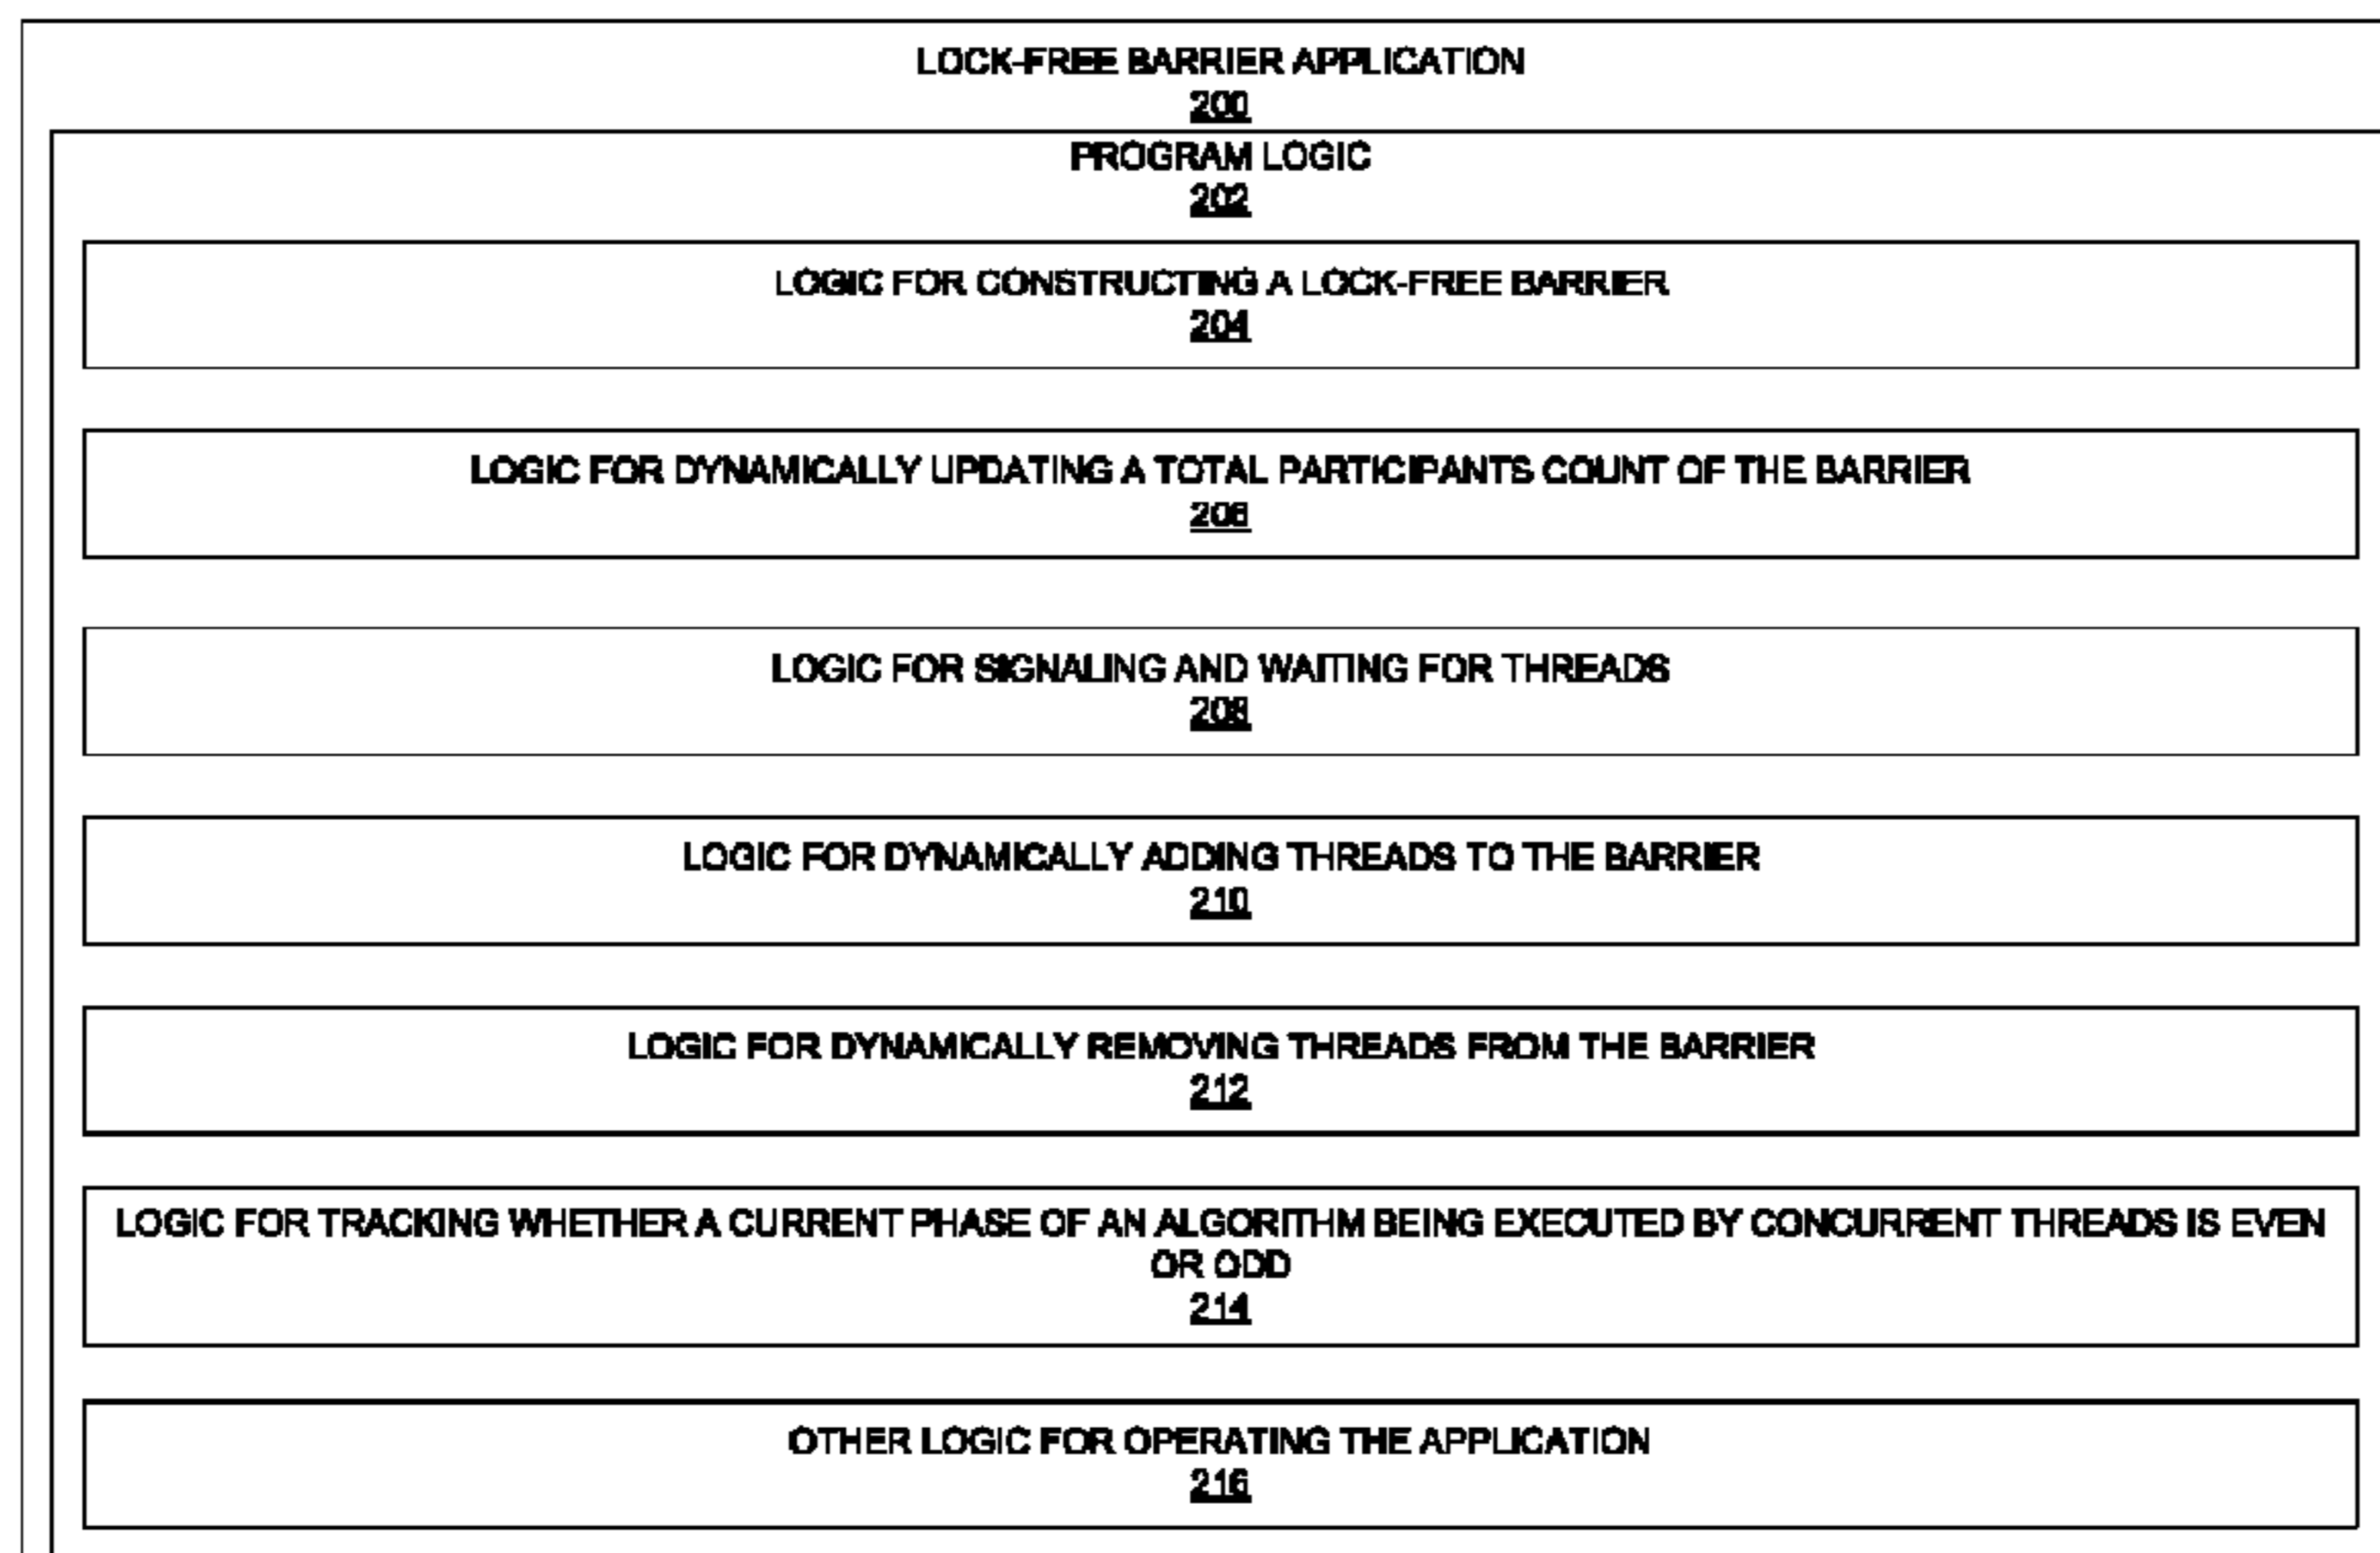 LOCK-FREE BARRIER APPLICATION
200
PROGRAM LOGIC
202
LOGIC FOR CONSTRUCTING A LOCK-FREE BARRIER
204
LOGIC FOR DYNAMICALLY UPDATING A TOTAL PARTICIPANTS COUNT OF THE BARRIER
206
LOGIC FOR SIGNALING AND WAITING FOR THREADS
208
LOGIC FOR DYNAMICALLY ADDING THREADS TO THE BARRIER
210
LOGIC FOR DYNAMICALLY REMOVING THREADS FROM THE BARRIER
212
LOGIC FOR TRACKING WHETHER A CURRENT PHASE OF AN ALGORITHM BEING EXECUTED BY CONCURRENT THREADS IS EVEN
OR ODD
214
OTHER LOGIC FOR OPERATING THE APPLICATION
216